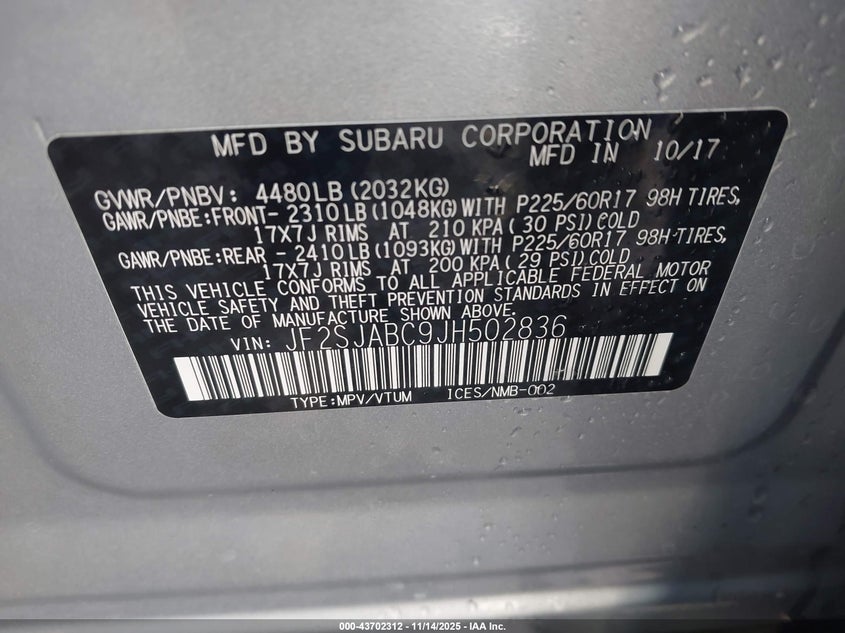 MFD BY SUBARU CORPORATION
MFD IN 10/17
GVWR/PNBV: 4480LB (2032KG)
GAWR/PNBE:FRONT- 2310LB (1048KG) WITH P225/60R17 98H TIRES,
17X7J RIMS AT 210 KPA ( 30 PSI) COLD
GAWR/PNBE:REAR - 2410LB (1093KG) WITH P225/60R17 98H TIRES,
17X7J RIMS AT 200 KPA ( 29 PSI) COLD
THIS VEHICLE CONFORMS TO ALL APPLICABLE FEDERAL MOTOR
VEHICLE SAFETY AND THEFT PREVENTION STANDARDS IN EFFECT ON
THE DATE OF MANUFACTURE SHOWN ABOVE.
VIN: JF2SJABC9JH502836
TYPE:MPV/VTUM ICES/NMB-002
000-43702312 - 11/14/2025 - IAA Inc.